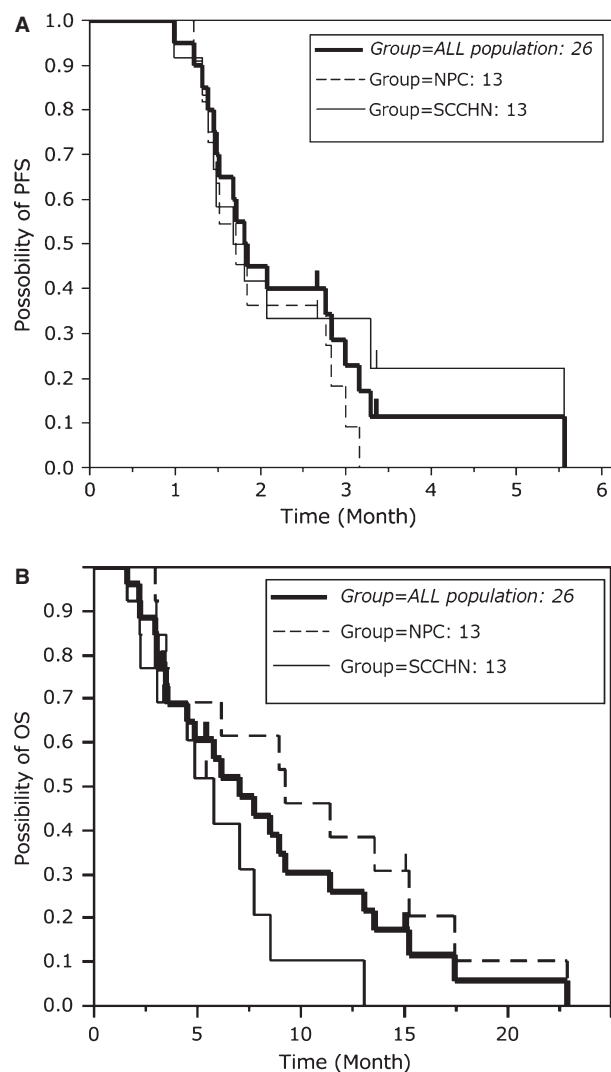 A
Possobility of PFS
1.0
0.9
0.8
0.7
0.6
0.5
0.4
0.3
0.2
0.1
0.0
Group=ALL population: 26
Group=NPC: 13
Group=SCCHN: 13
0 1 2 3 4 5 6
Time (Month)
B
Possibility of OS
0.9
0.8
0.7
0.6
0.5
0.4
0.3
0.2
0.1
0.0
Group=ALL population: 26
Group=NPC: 13
Group=SCCHN: 13
0 5 10 15 20
Time (Month)